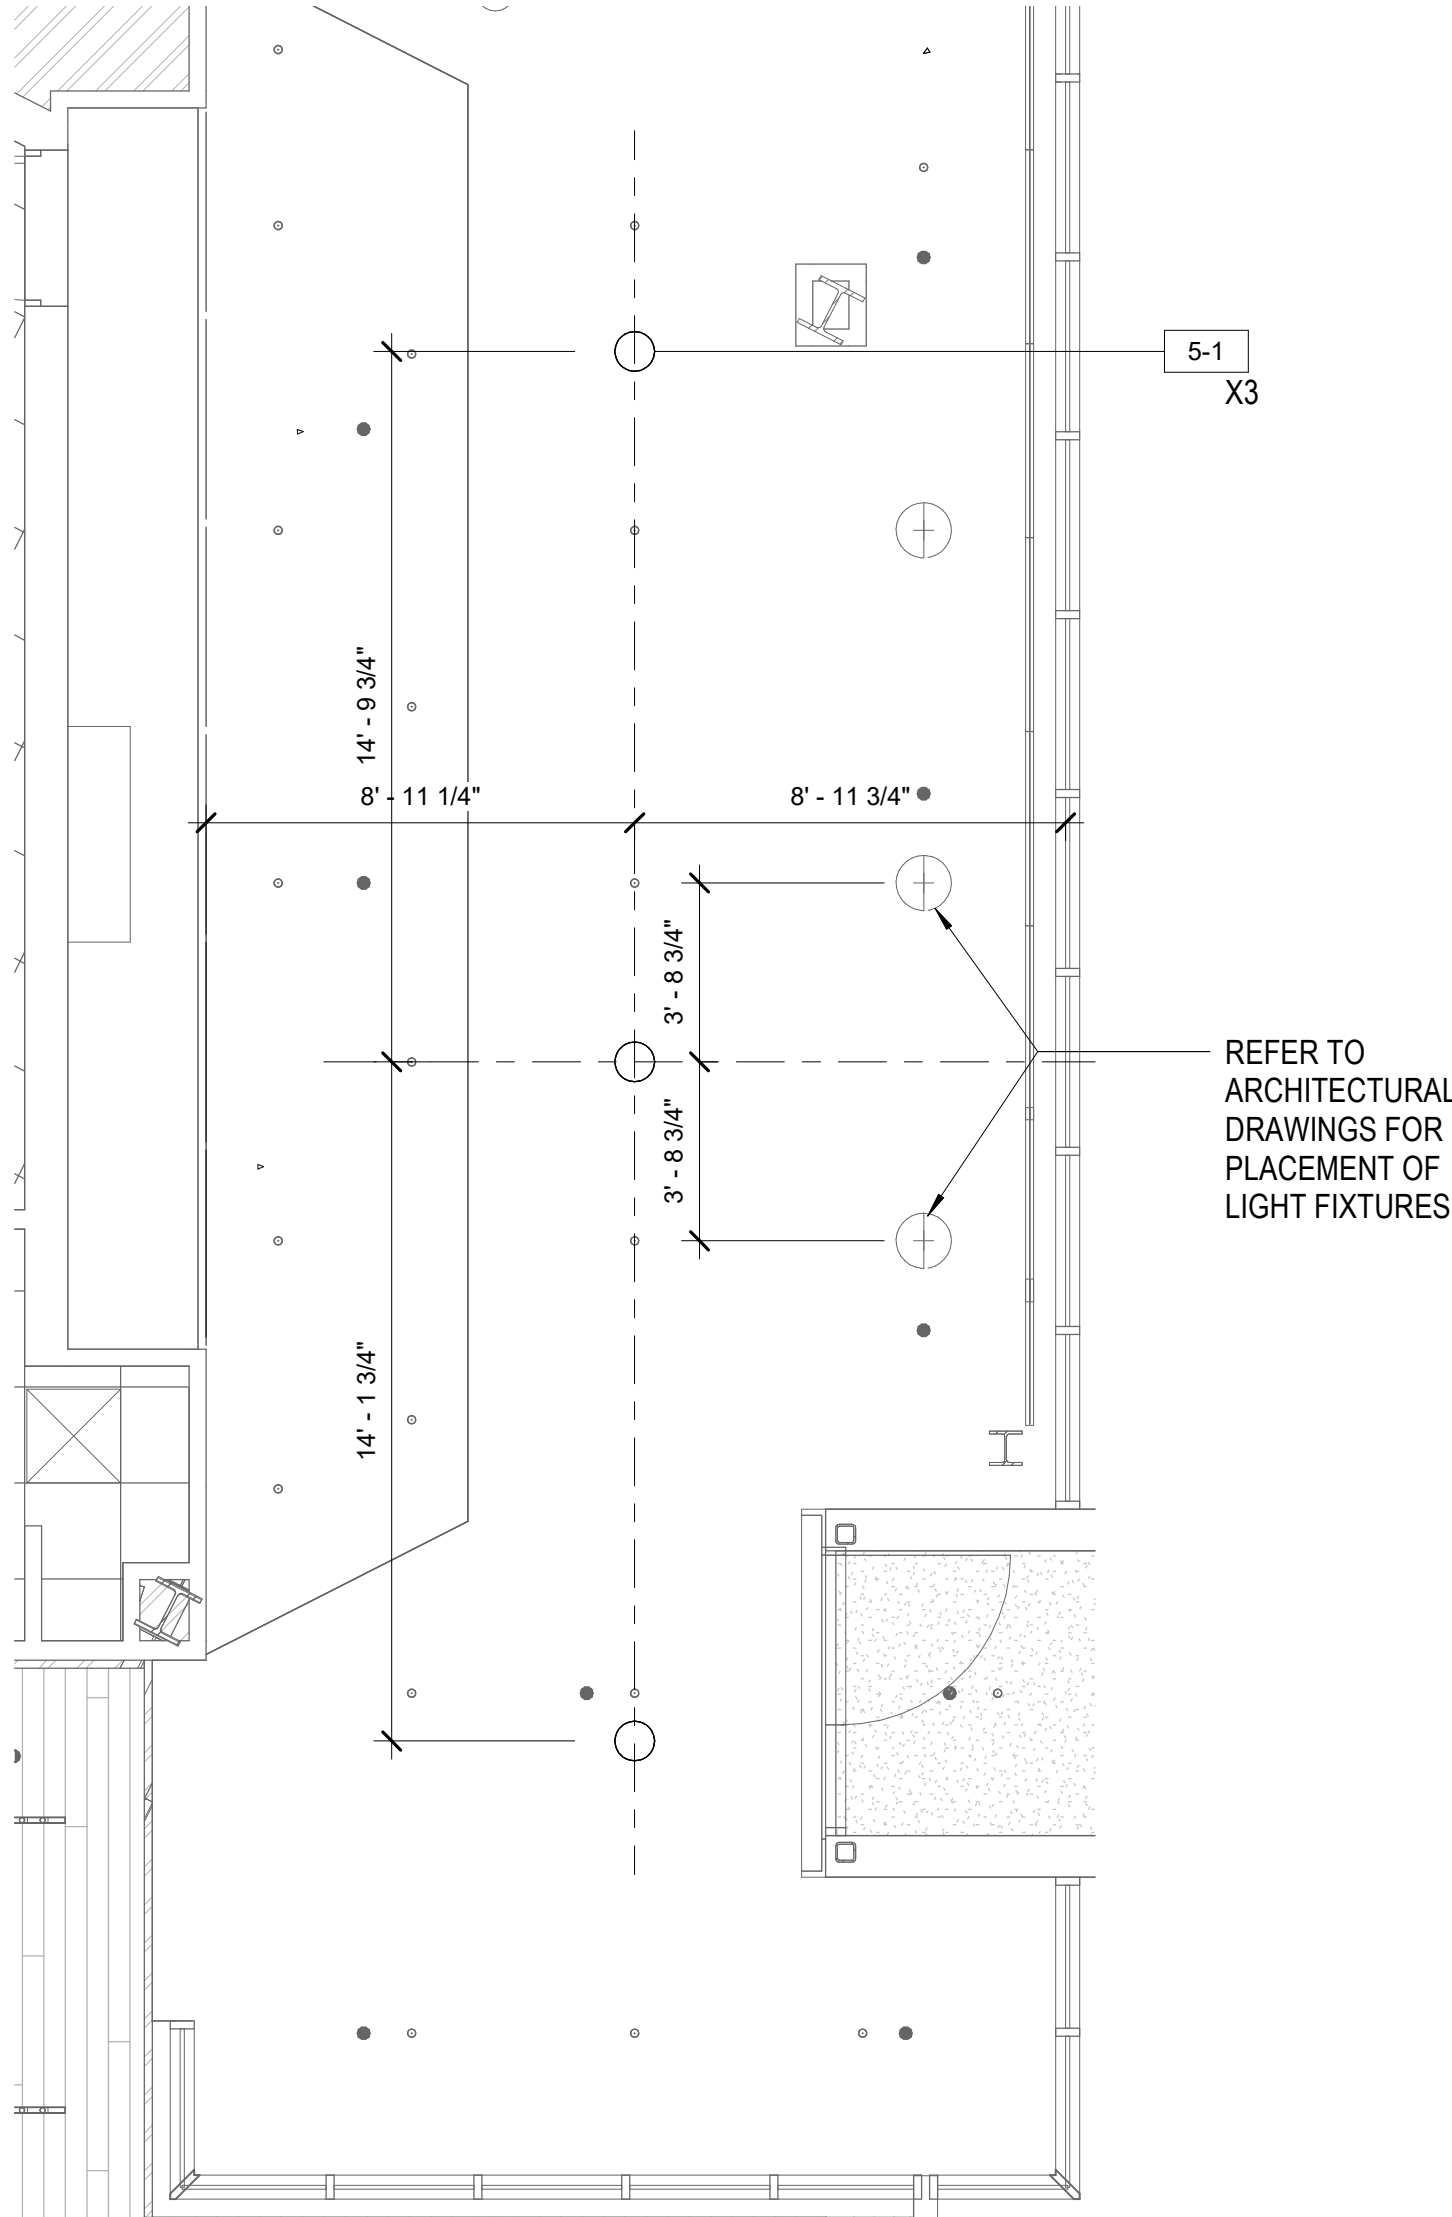 5-1
X3
14' - 9 3/4"
8' - 11 1/4"
8' - 11 3/4"
3' - 8 3/4"
3' - 8 3/4"
REFER TO
ARCHITECTURAL
DRAWINGS FOR
PLACEMENT OF
LIGHT FIXTURES
14' - 1 3/4"